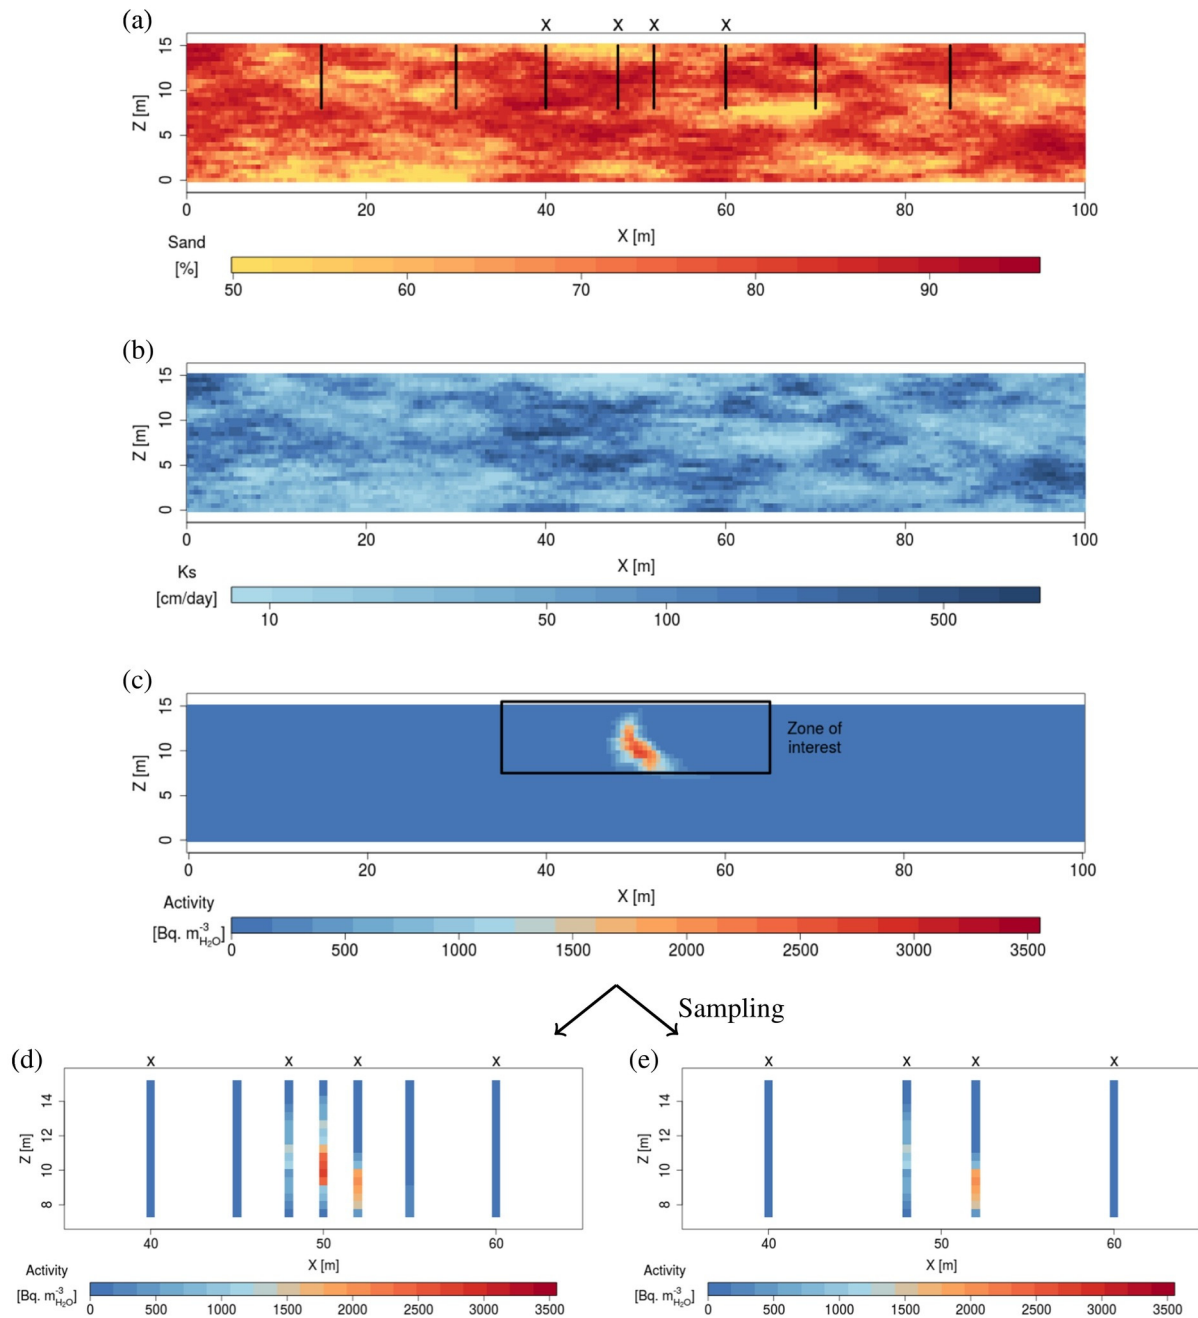 (a)
x x x x
15
10
5
0
Z [m]
0 20 40 60 80 100
X [m]
Sand
[%]
50 60 70 80 90
(b)
15
10
5
0
Z [m]
0 20 40 60 80 100
X [m]
Ks
[cm/day]
10 50 100 500
(c)
15
10
5
0
Z [m]
Zone of
interest
0 20 40 60 80 100
X [m]
Activity
[Bq. m-3H2O]
0 500 1000 1500 2000 2500 3000 3500
Sampling
(d)
x x x x
14
12
10
8
Z [m]
40 50 60
X [m]
Activity
[Bq. m-3H2O]
0 500 1000 1500 2000 2500 3000 3500
(e)
x x x x
14
12
10
8
Z [m]
40 50 60
X [m]
Activity
[Bq. m-3H2O]
0 500 1000 1500 2000 2500 3000 3500